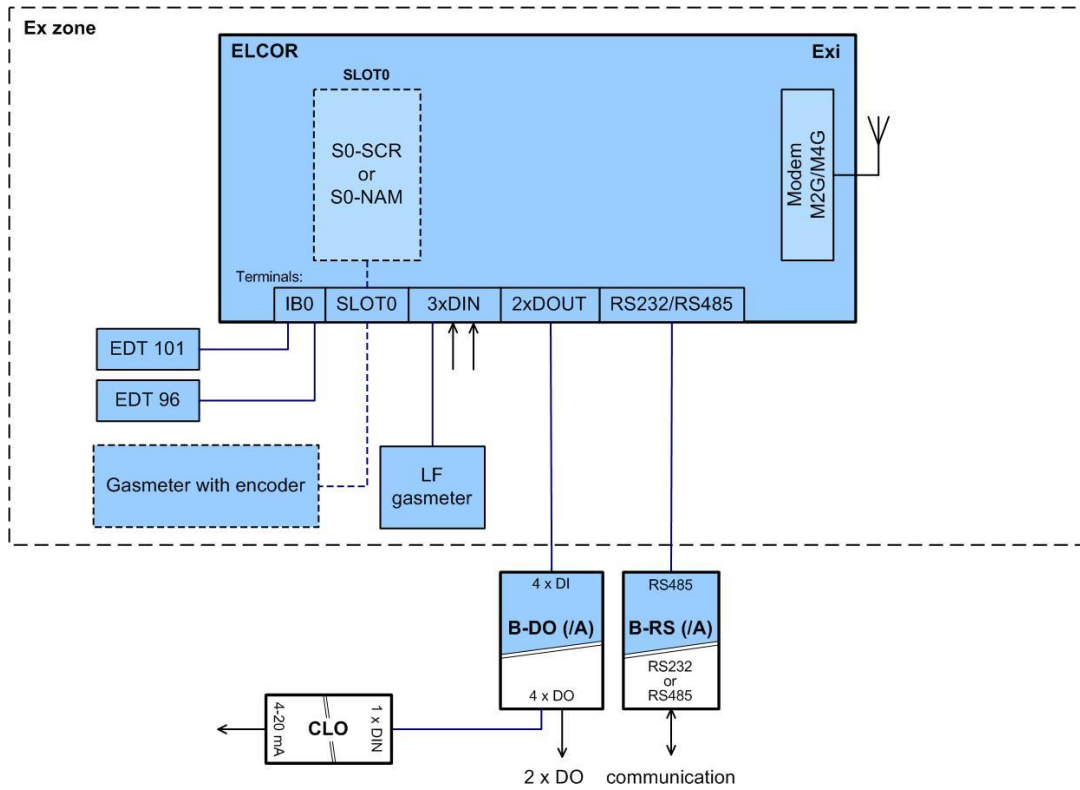 Ex zone
ELCOR
Exi
SLOT0
S0-SCR
or
S0-NAM
Modem
M2G/M4G
Terminals:
IB0
SLOT0
3xDIN
2xDOUT
RS232/RS485
EDT 101
EDT 96
Gasmeter with encoder
LF
gasmeter
4 x DI
B-DO (/A)
4 x DO
RS485
B-RS (/A)
RS232
or
RS485
4-20 mA
CLO
1 x DIN
2 x DO
communication